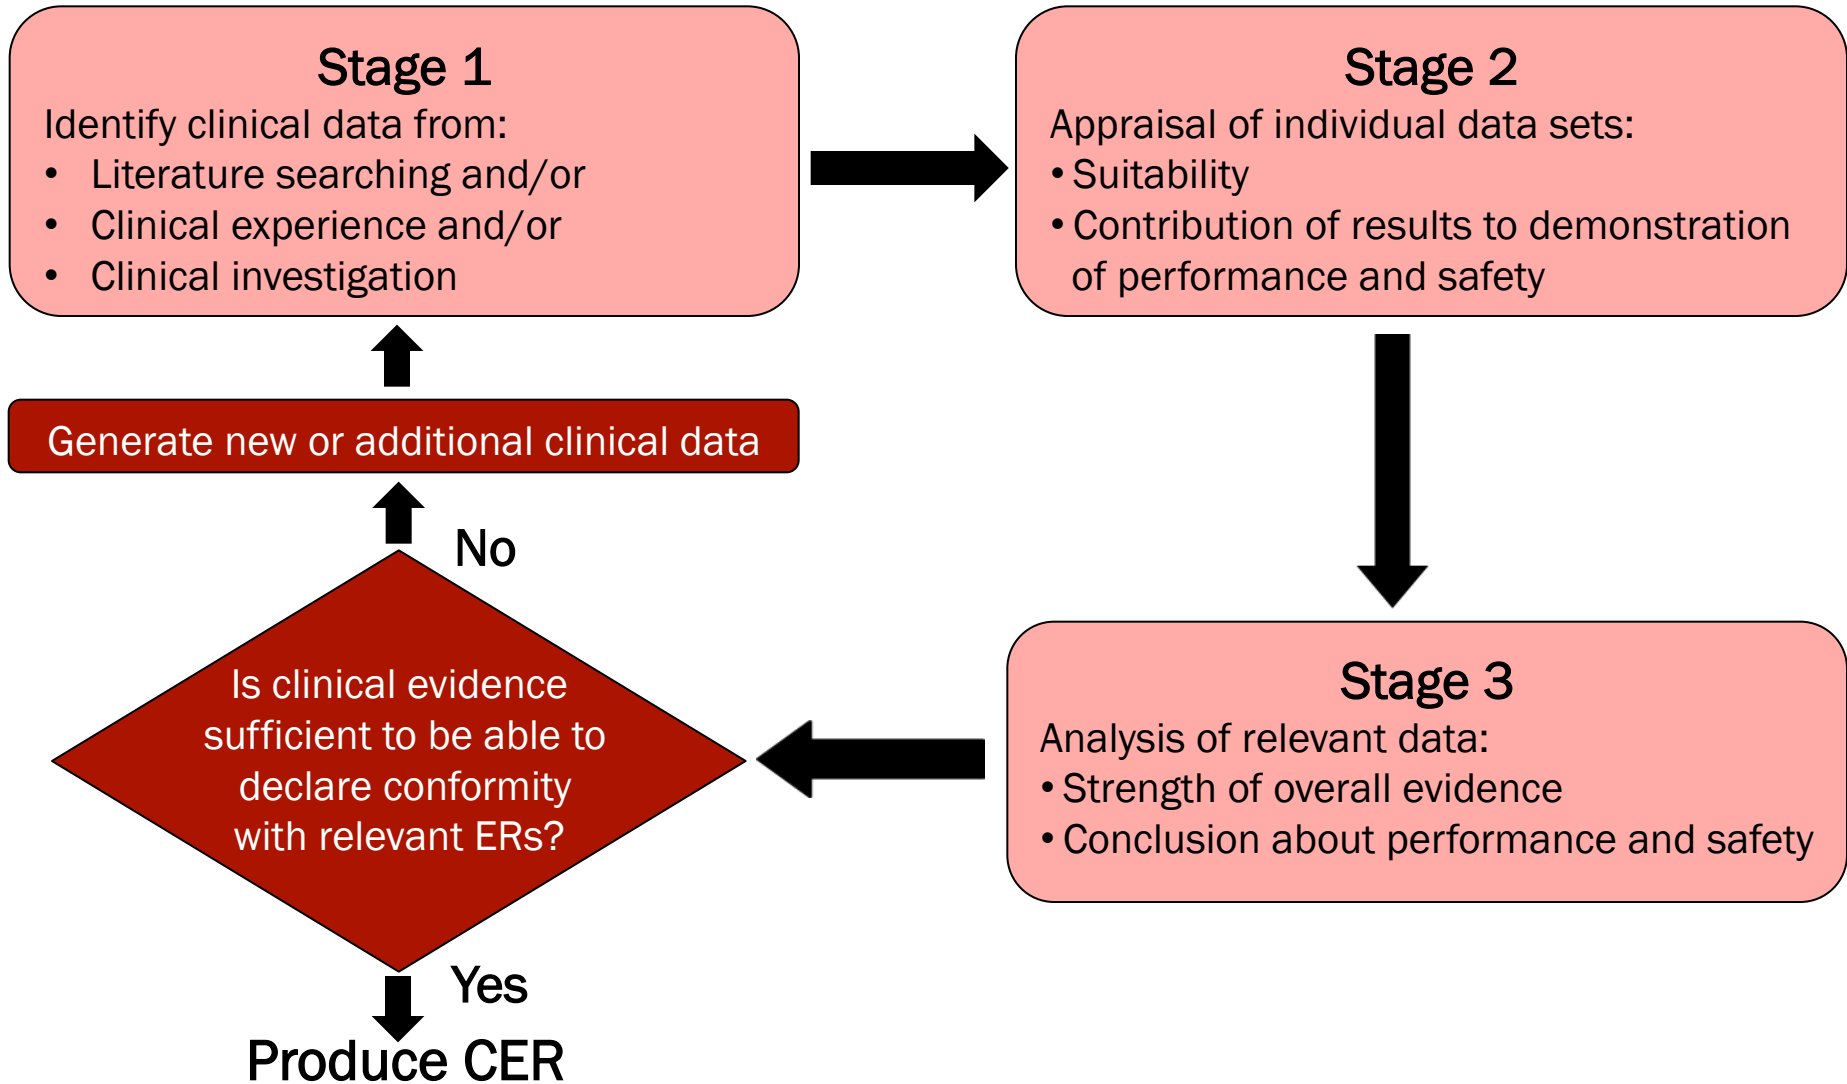 Stage 1
Identify clinical data from:
• Literature searching and/or
• Clinical experience and/or
• Clinical investigation
Stage 2
Appraisal of individual data sets:
• Suitability
• Contribution of results to demonstration
of performance and safety
Stage 3
Analysis of relevant data:
• Strength of overall evidence
• Conclusion about performance and safety
Is clinical evidence
sufficient to be able to
declare conformity
with relevant ERs?
No
Generate new or additional clinical data
Yes
Produce CER